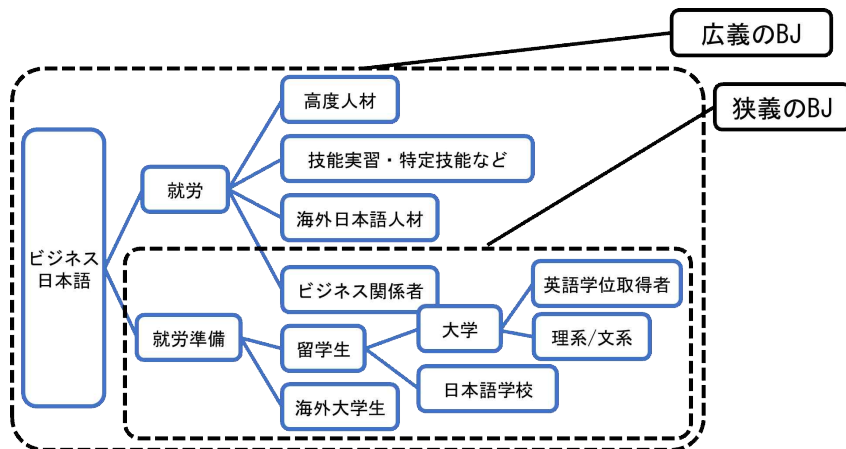 広義のBJ
狭義のBJ
高度人材
技能実習・特定技能など
就労
海外日本語人材
ビジネス
日本語
ビジネス関係者
英語学位取得者
大学
就労準備
留学生
理系/文系
日本語学校
海外大学生